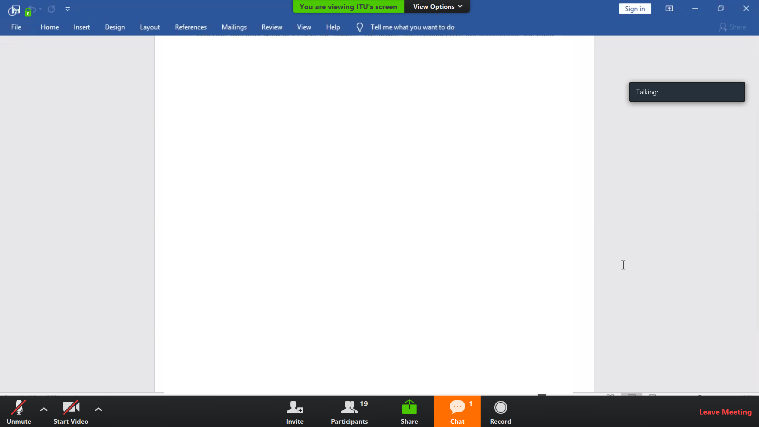 You are viewing ITU's screen
View Options
Sign in
File Home Insert Design Layout References Mailings Review View Help Tell me what you want to do Share
Talking:
19
1
Unmute Start Video Invite Participants Share Chat Record Leave Meeting